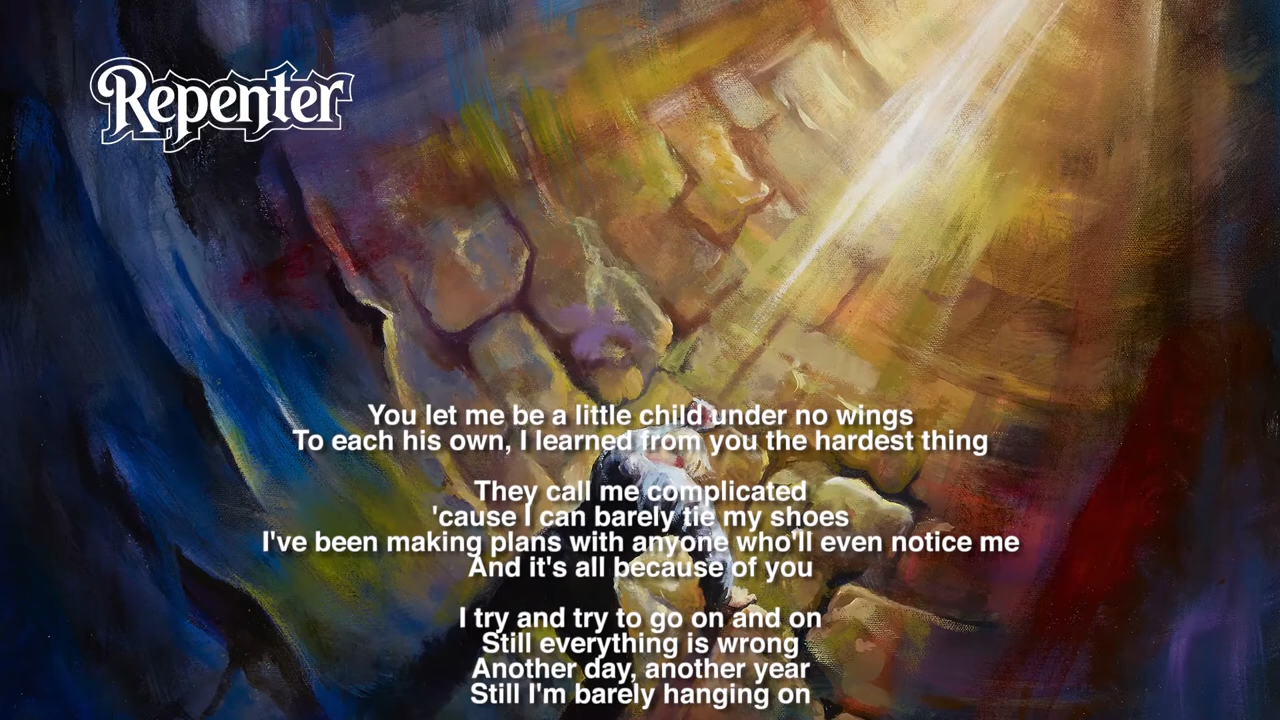 Repenter
You let me be a little child under no wings
To each his own, I learned from you the hardest thing
They call me complicated
'cause I can barely tie my shoes
I've been making plans with anyone who'll even notice me
And it's all because of you
I try and try to go on and on
Still everything is wrong
Another day, another year
Still I'm barely hanging on